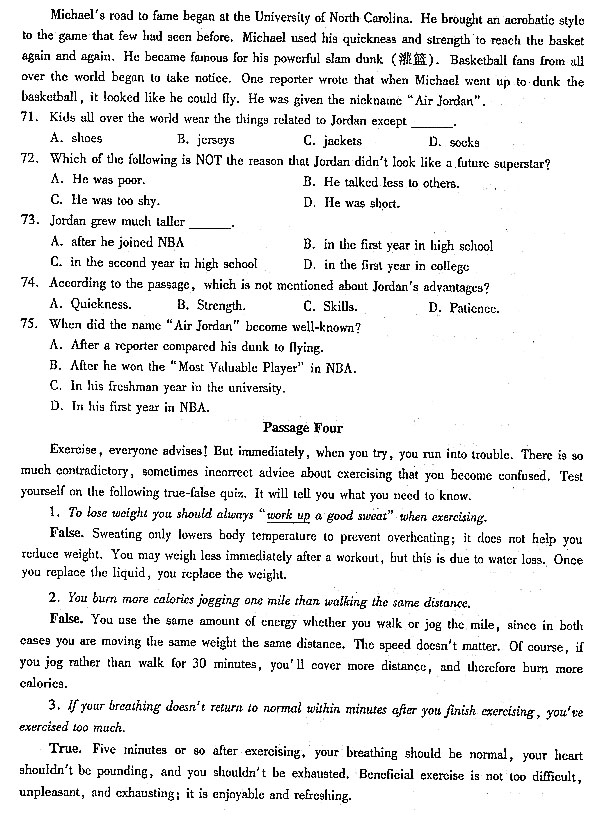 Michael's road to fame began at the University of North Carolina. He brought an acrobatic style
to the game that few had seen before. Michael used his quickness and strength to reach the basket
again and again. He became famous for his powerful slam dunk (灌篮). Basketball fans from all
over the world began to take notice. One reporter wrote that when Michael went up to dunk the
basketball, it looked like he could fly. He was given the nickname "Air Jordan".
71. Kids all over the world wear the things related to Jordan except ______.
A. shoes B. jerseys C. jackets D. socks
72. Which of the following is NOT the reason that Jordan didn't look like a future superstar?
A. He was poor. B. He talked less to others.
C. He was too shy. D. He was short.
73. Jordan grew much taller ______.
A. after he joined NBA B. in the first year in high school
C. in the second year in high school D. in the first year in college
74. According to the passage, which is not mentioned about Jordan's advantages?
A. Quickness. B. Strength. C. Skills. D. Patience.
75. When did the name "Air Jordan" become well-known?
A. After a reporter compared his dunk to flying.
B. After he won the "Most Valuable Player" in NBA.
C. In his freshman year in the university.
D. In his first year in NBA.
Passage Four
Exercise, everyone advises! But immediately, when you try, you run into trouble. There is so
much contradictory, sometimes incorrect advice about exercising that you become confused. Test
yourself on the following true-false quiz. It will tell you what you need to know.
1. To lose weight you should always "work up a good sweat" when exercising.
False. Sweating only lowers body temperature to prevent overheating; it does not help you
reduce weight. You may weigh less immediately after a workout, but this is due to water loss. Once
you replace the liquid, you replace the weight.
2. You burn more calories jogging one mile than walking the same distance.
False. You use the same amount of energy whether you walk or jog the mile, since in both
cases you are moving the same weight the same distance. The speed doesn't matter. Of course, if
you jog rather than walk for 30 minutes, you'll cover more distance, and therefore burn more
calories.
3. If your breathing doesn't return to normal within minutes after you finish exercising, you've
exercised too much.
True. Five minutes or so after exercising, your breathing should be normal, your heart
shouldn't be pounding, and you shouldn't be exhausted. Beneficial exercise is not too difficult,
unpleasant, and exhausting; it is enjoyable and refreshing.